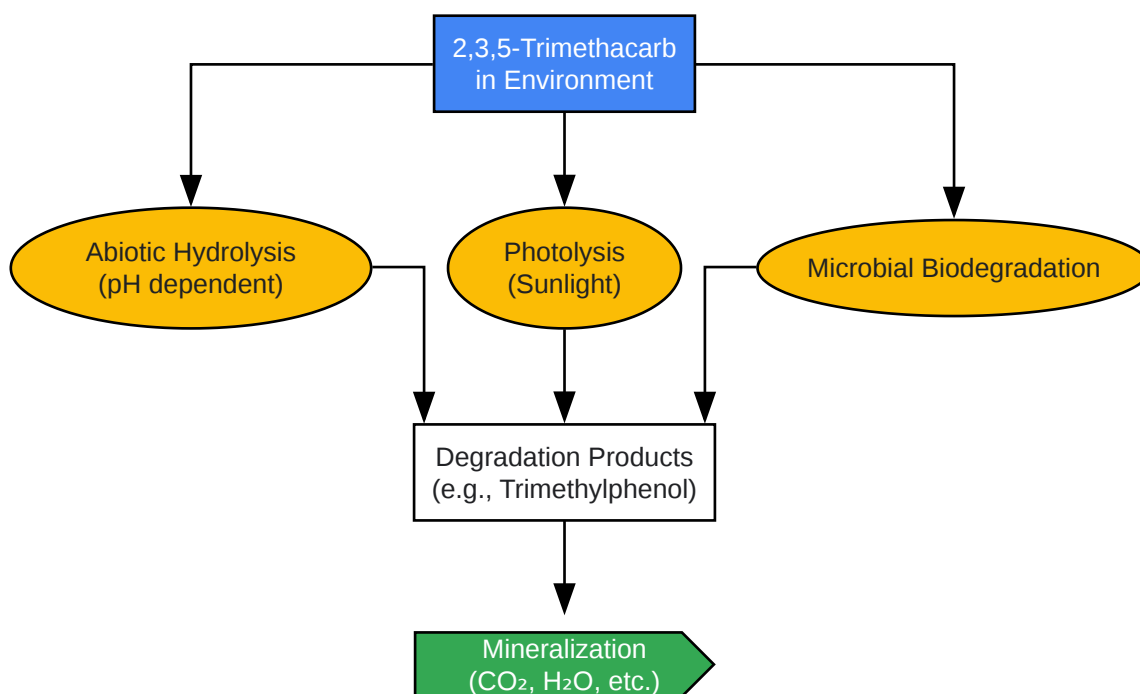 2,3,5-Trimethacarb
in Environment
Abiotic Hydrolysis
(pH dependent)
Photolysis
(Sunlight)
Microbial Biodegradation
Degradation Products
(e.g., Trimethylphenol)
Mineralization
(CO₂, H₂O, etc.)